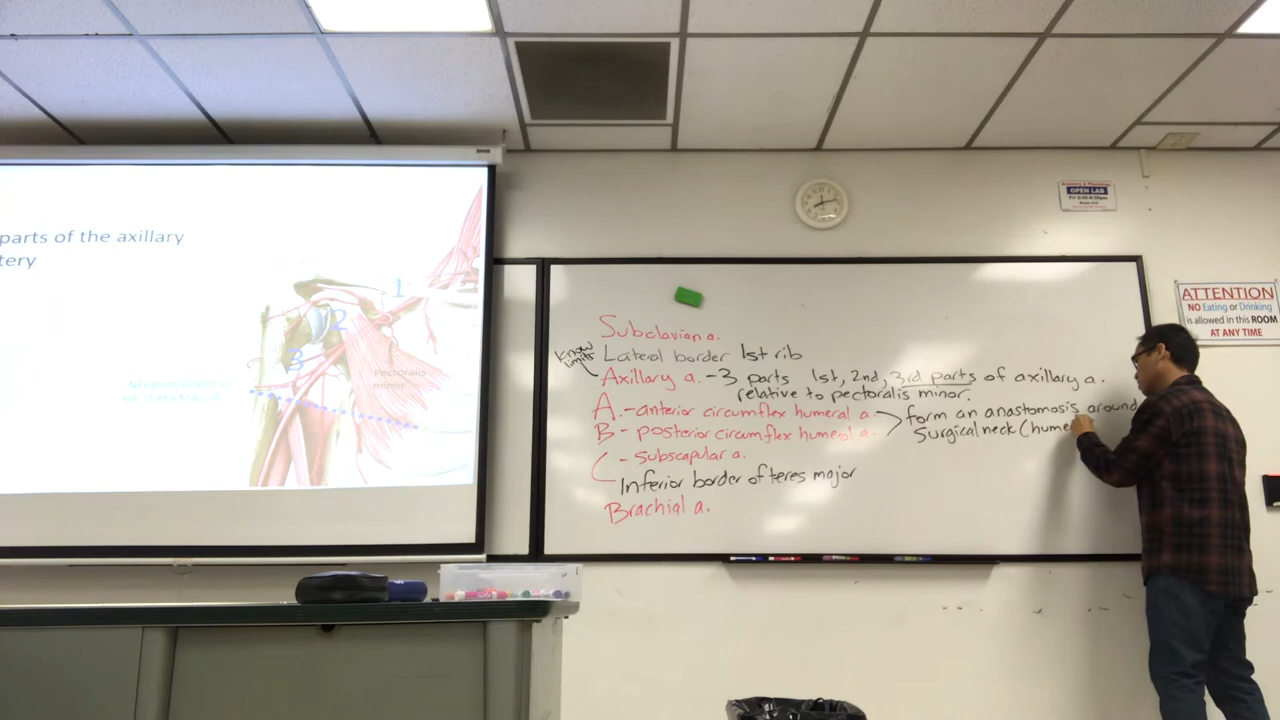 parts of the axillary
tery
1
2
3
Pectoralis
minor
OPEN LAB
ATTENTION
NO Eating or Drinking
is allowed in this ROOM
AT ANY TIME
Subclavian a.
know
limits
Lateral border 1st rib
Axillary a. - 3 parts 1st, 2nd, 3rd parts of axillary a.
relative to pectoralis minor.
A. - anterior circumflex humeral a
B - posterior circumflex humeral a.
form an anastomosis around
Surgical neck (hume
C - subscapular a.
Inferior border of teres major
Brachial a.